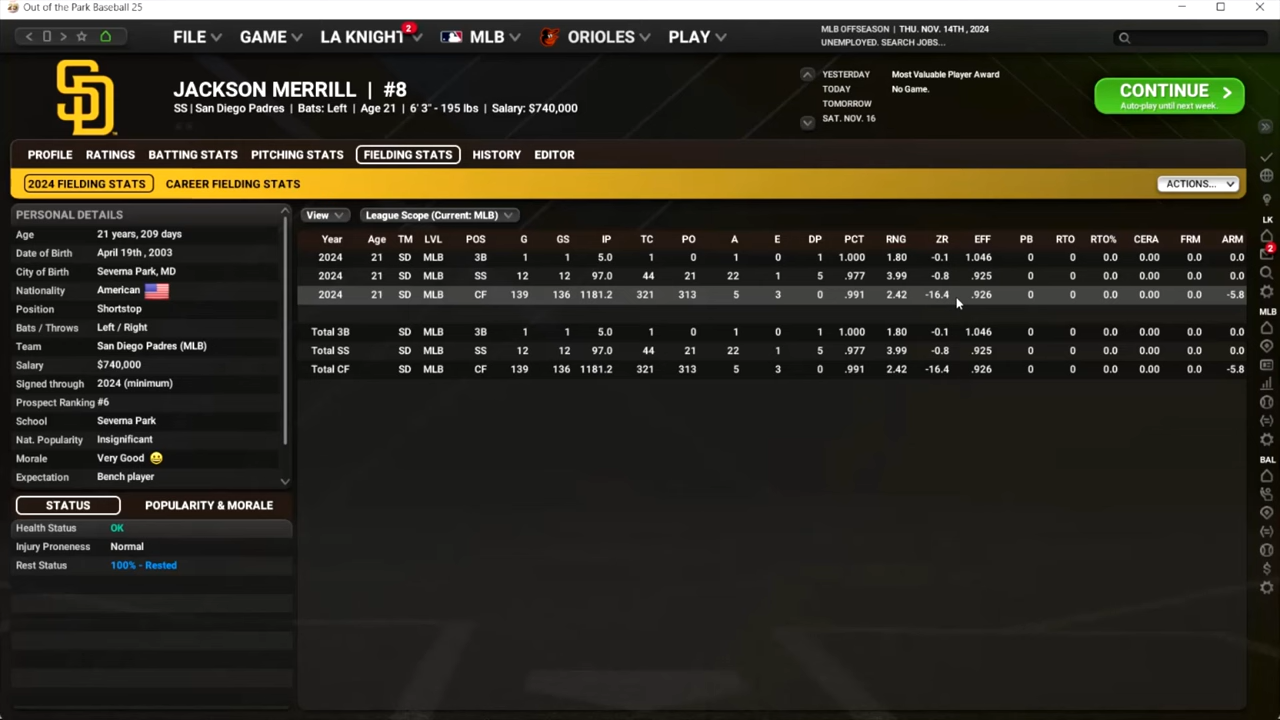 Out of the Park Baseball 25
FILE GAME LA KNIGHT 2 MLB ORIOLES PLAY
MLB OFFSEASON | THU. NOV. 14TH , 2024
UNEMPLOYED. SEARCH JOBS...
JACKSON MERRILL | #8
SS | San Diego Padres | Bats: Left | Age 21 | 6' 3" - 195 lbs | Salary: $740,000
YESTERDAY Most Valuable Player Award
TODAY No Game.
TOMORROW
SAT. NOV. 16
CONTINUE
Auto-play until next week.
PROFILE RATINGS BATTING STATS PITCHING STATS FIELDING STATS HISTORY EDITOR
2024 FIELDING STATS CAREER FIELDING STATS ACTIONS...
PERSONAL DETAILS
Age 21 years, 209 days
Date of Birth April 19th, 2003
City of Birth Severna Park, MD
Nationality American
Position Shortstop
Bats / Throws Left / Right
Team San Diego Padres (MLB)
Salary $740,000
Signed through 2024 (minimum)
Prospect Ranking #6
School Severna Park
Nat. Popularity Insignificant
Morale Very Good
Expectation Bench player
STATUS POPULARITY & MORALE
Health Status OK
Injury Proneness Normal
Rest Status 100% - Rested
View League Scope (Current: MLB)
Year Age TM LVL POS G GS IP TC PO A E DP PCT RNG ZR EFF PB RTO RTO% CERA FRM ARM
2024 21 SD MLB 3B 1 1 5.0 1 0 1 0 1 1.000 1.80 -0.1 1.046 0 0 0.0 0.00 0.0 0.0
2024 21 SD MLB SS 12 12 97.0 44 21 22 1 5 .977 3.99 -0.8 .925 0 0 0.0 0.00 0.0 0.0
2024 21 SD MLB CF 139 136 1181.2 321 313 5 3 0 .991 2.42 -16.4 .926 0 0 0.0 0.00 0.0 -5.8
Total 3B SD MLB 3B 1 1 5.0 1 0 1 0 1 1.000 1.80 -0.1 1.046 0 0 0.0 0.00 0.0 0.0
Total SS SD MLB SS 12 12 97.0 44 21 22 1 5 .977 3.99 -0.8 .925 0 0 0.0 0.00 0.0 0.0
Total CF SD MLB CF 139 136 1181.2 321 313 5 3 0 .991 2.42 -16.4 .926 0 0 0.0 0.00 0.0 -5.8
LK
2
MLB
BAL